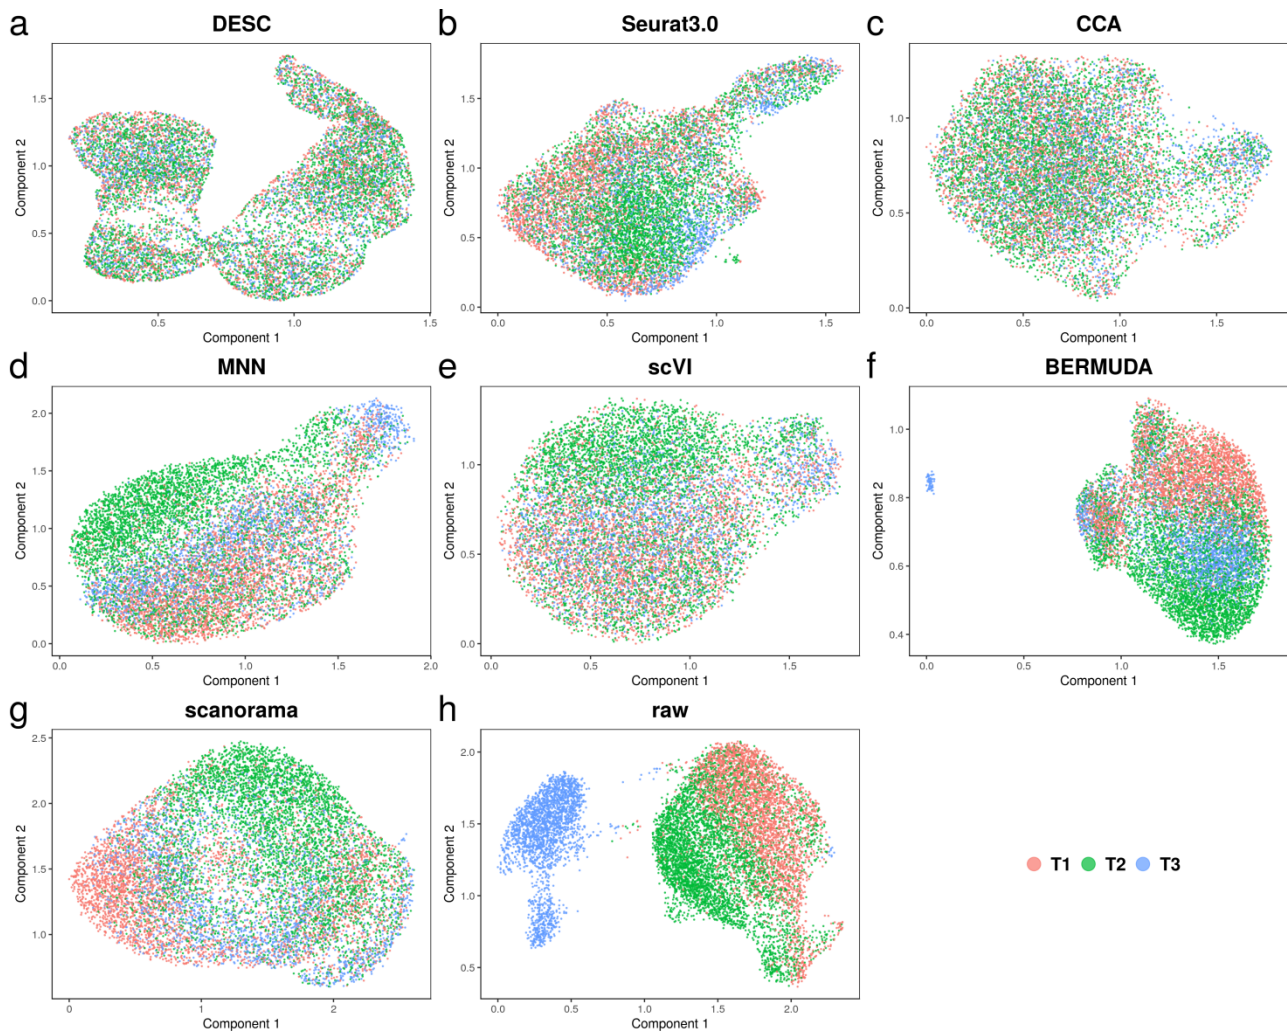 a DESC
1.5
1.0
0.5
0.0
Component 2
0.5 1.0 1.5
Component 1
b Seurat3.0
1.5
1.0
0.5
0.0
Component 2
0.0 0.5 1.0 1.5
Component 1
c CCA
1.0
0.5
0.0
Component 2
0.0 0.5 1.0 1.5
Component 1
d MNN
2.0
1.5
1.0
0.5
0.0
Component 2
0.0 0.5 1.0 1.5 2.0
Component 1
e scVI
1.0
0.5
0.0
Component 2
0.0 0.5 1.0 1.5
Component 1
f BERMUDA
1.0
0.8
0.6
0.4
Component 2
0.0 0.5 1.0 1.5
Component 1
g scanorama
2.5
2.0
1.5
1.0
Component 2
0 1 2
Component 1
h raw
2.0
1.5
1.0
0.5
Component 2
0.0 0.5 1.0 1.5 2.0
Component 1
T1 T2 T3